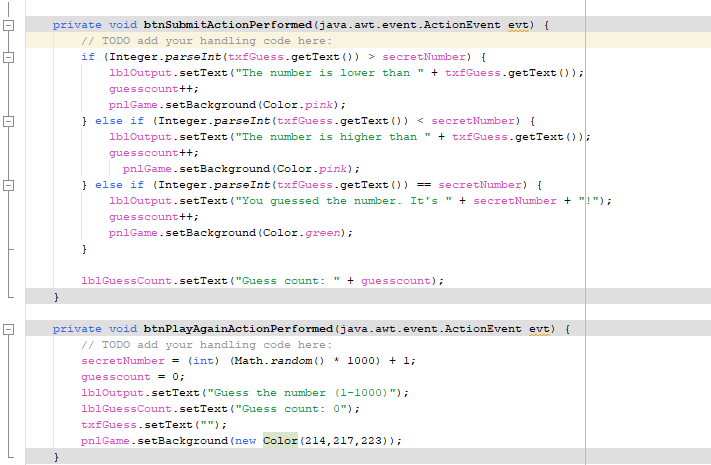 private void btnSubmitActionPerformed(java.awt.event.ActionEvent evt) {
// TODO add your handling code here:
if (Integer.parseInt(txfGuess.getText()) > secretNumber) {
lblOutput.setText("The number is lower than " + txfGuess.getText());
guesscount++;
pnlGame.setBackground(Color.pink);
} else if (Integer.parseInt(txfGuess.getText()) < secretNumber) {
lblOutput.setText("The number is higher than " + txfGuess.getText());
guesscount++;
pnlGame.setBackground(Color.pink);
} else if (Integer.parseInt(txfGuess.getText()) == secretNumber) {
lblOutput.setText("You guessed the number. It's " + secretNumber + "!");
guesscount++;
pnlGame.setBackground(Color.green);
}
lblGuessCount.setText("Guess count: " + guesscount);
}
private void btnPlayAgainActionPerformed(java.awt.event.ActionEvent evt) {
// TODO add your handling code here:
secretNumber = (int) (Math.random() * 1000) + 1;
guesscount = 0;
lblOutput.setText("Guess the number (1-1000)");
lblGuessCount.setText("Guess count: 0");
txfGuess.setText("");
pnlGame.setBackground(new Color(214,217,223));
}